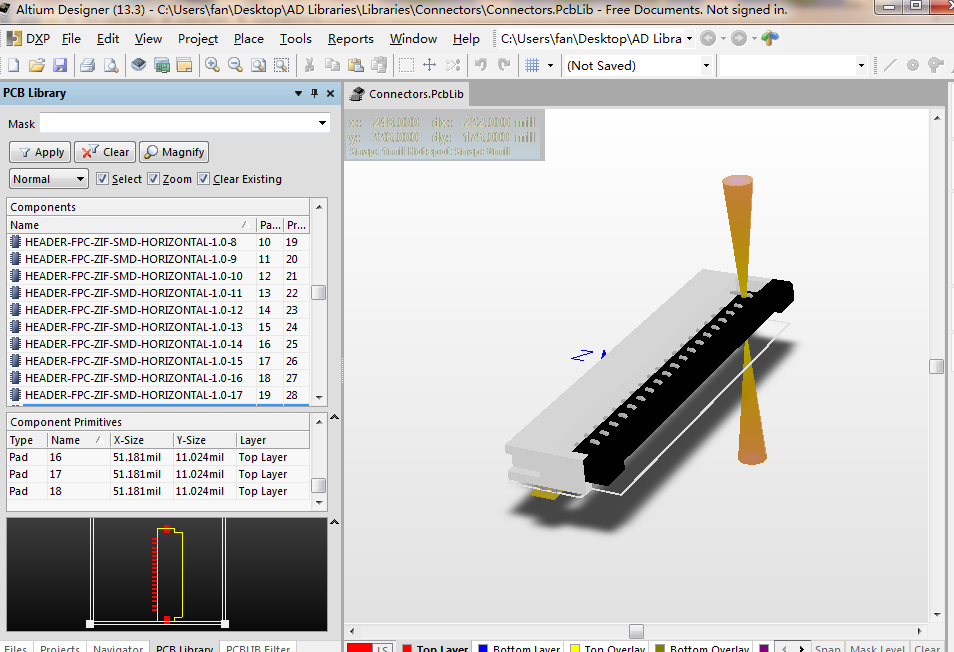 Altium Designer (13.3) - C:\Users\fan\Desktop\AD Libraries\Libraries\Connectors\Connectors.PcbLib - Free Documents. Not signed in.
DXP File Edit View Project Place Tools Reports Window Help C:\Users\fan\Desktop\AD Libra
(Not Saved)
PCB Library
Connectors.PcbLib
Mask
x: 248.000 dx: -292.000 mil
y: 226.000 dy: 175.000 mil
Snap: 1mil Hotspot Snap: 8mil
Apply Clear Magnify
Normal Select Zoom Clear Existing
Components
Name / Pa... Pr...
HEADER-FPC-ZIF-SMD-HORIZONTAL-1.0-8 10 19
HEADER-FPC-ZIF-SMD-HORIZONTAL-1.0-9 11 20
HEADER-FPC-ZIF-SMD-HORIZONTAL-1.0-10 12 21
HEADER-FPC-ZIF-SMD-HORIZONTAL-1.0-11 13 22
HEADER-FPC-ZIF-SMD-HORIZONTAL-1.0-12 14 23
HEADER-FPC-ZIF-SMD-HORIZONTAL-1.0-13 15 24
HEADER-FPC-ZIF-SMD-HORIZONTAL-1.0-14 16 25
HEADER-FPC-ZIF-SMD-HORIZONTAL-1.0-15 17 26
HEADER-FPC-ZIF-SMD-HORIZONTAL-1.0-16 18 27
HEADER-FPC-ZIF-SMD-HORIZONTAL-1.0-17 19 28
Component Primitives
Type Name / X-Size Y-Size Layer
Pad 16 51.181mil 11.024mil Top Layer
Pad 17 51.181mil 11.024mil Top Layer
Pad 18 51.181mil 11.024mil Top Layer
Z
Files Projects Navigator PCB Library PCBLIB Filter
LS Top Layer Bottom Layer Top Overlay Bottom Overlay Snap Mask Level Clear